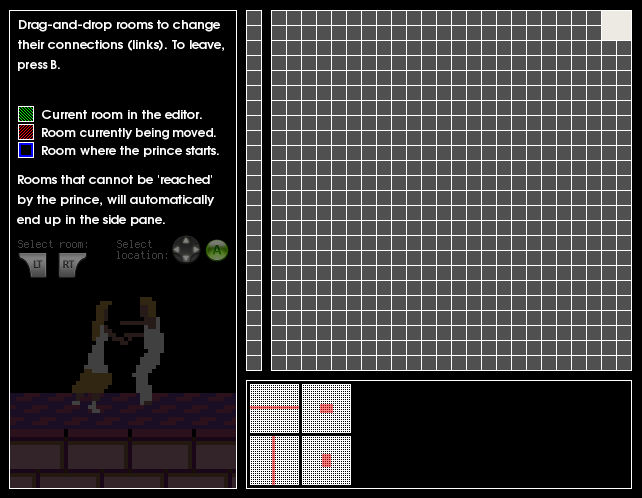 Drag-and-drop rooms to change
their connections (links). To leave,
press B.
Current room in the editor.
Room currently being moved.
Room where the prince starts.
Rooms that cannot be 'reached'
by the prince, will automatically
end up in the side pane.
Select room:
LT RT
Select
location:
A